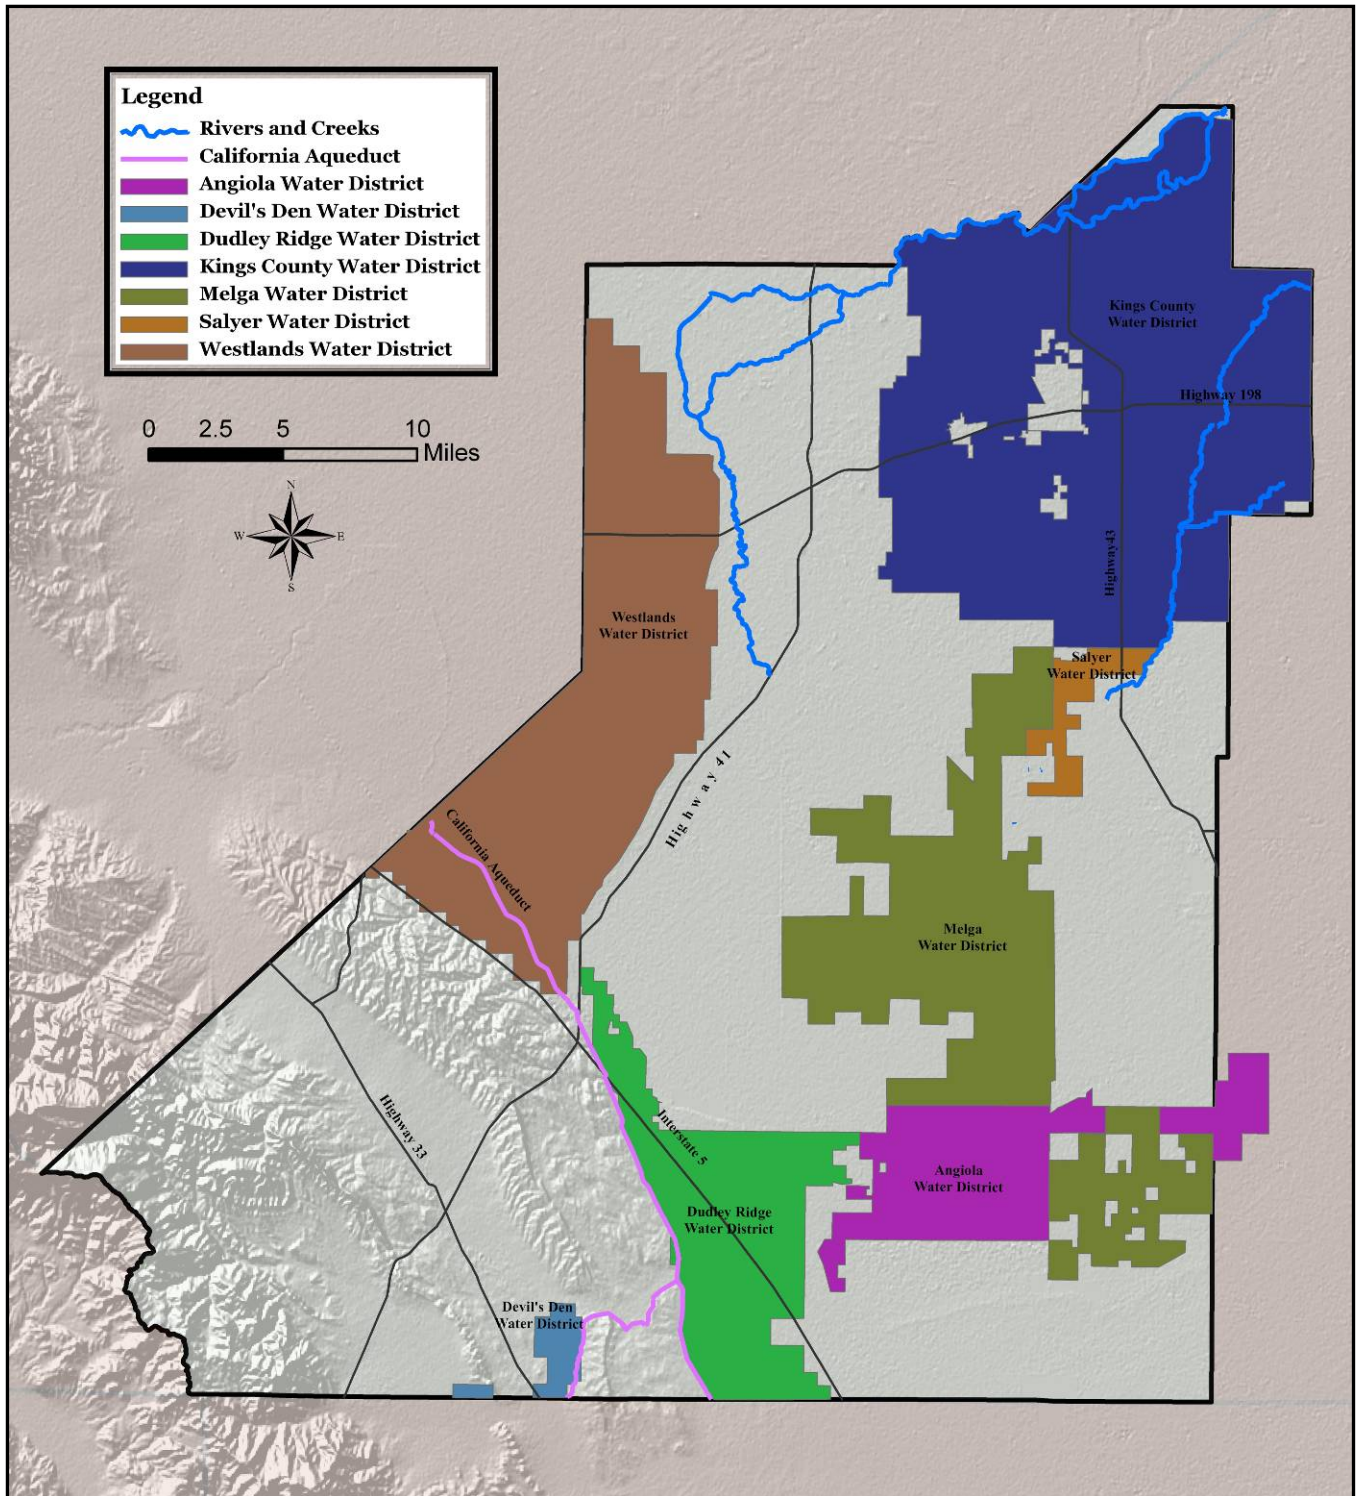 Legend
Rivers and Creeks
California Aqueduct
Angiola Water District
Devil's Den Water District
Dudley Ridge Water District
Kings County Water District
Melga Water District
Salyer Water District
Westlands Water District
0 2.5 5 10
Miles
N
W E
S
Kings County
Water District
Highway 198
Highway43
Westlands
Water District
Salyer
Water District
Highway 41
California Aqueduct
Melga
Water District
Highway 33
Interstate 5
Angiola
Water District
Dudley Ridge
Water District
Devil's Den
Water District